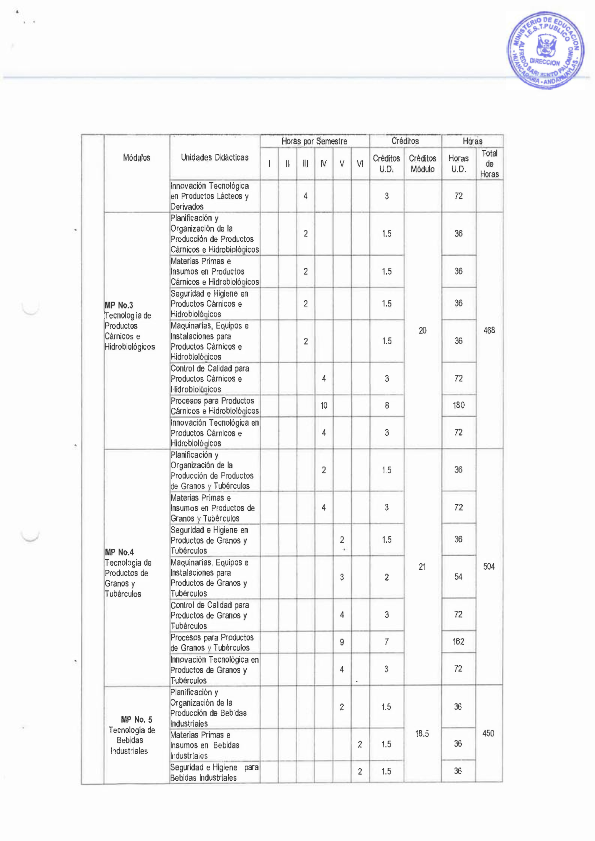 MINISTERIO DE EDUCACION
I.E.S.T. PUBLICO
DIRECCION
Módulos
Unidades Didácticas
Horas por Semestre
Créditos
Horas
I II III IV V VI
Créditos U.D.
Créditos Módulo
Horas U.D.
Total de Horas
Innovación Tecnológica
en Productos Lácteos y
Derivados
4 3 72
MP No.3
Tecnología de
Productos
Cárnicos e
Hidrobiológicos
Planificación y
Organización de la
Producción de Productos
Cárnicos e Hidrobiológicos
2 1.5 36
Materias Primas e
Insumos en Productos
Cárnicos e Hidrobiológicos
2 1.5 36
Seguridad e Higiene en
Productos Cárnicos e
Hidrobiológicos
2 1.5 36
20 468
Maquinarias, Equipos e
Instalaciones para
Productos Cárnicos e
Hidrobiológicos
2 1.5 36
Control de Calidad para
Productos Cárnicos e
Hidrobiológicos
4 3 72
Procesos para Productos
Cárnicos e Hidrobiológicos
10 8 180
Innovación Tecnológica en
Productos Cárnicos e
Hidrobiológicos
4 3 72
MP No.4
Tecnología de
Productos de
Granos y
Tubérculos
Planificación y
Organización de la
Producción de Productos
de Granos y Tubérculos
2 1.5 36
Materias Primas e
Insumos en Productos de
Granos y Tubérculos
4 3 72
Seguridad e Higiene en
Productos de Granos y
Tubérculos
2 1.5 36
21 504
Maquinarias, Equipos e
Instalaciones para
Productos de Granos y
Tubérculos
3 2 54
Control de Calidad para
Productos de Granos y
Tubérculos
4 3 72
Procesos para Productos
de Granos y Tubérculos
9 7 162
Innovación Tecnológica en
Productos de Granos y
Tubérculos
4 3 72
MP No. 5
Tecnología de
Bebidas
Industriales
Planificación y
Organización de la
Producción de Bebidas
Industriales
2 1.5 36
18.5 450
Materias Primas e
Insumos en Bebidas
Industriales
2 1.5 36
Seguridad e Higiene para
Bebidas Industriales
2 1.5 36